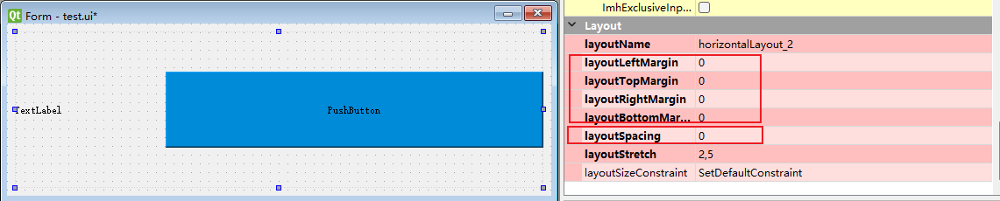 Qt Form - test.ui*
TextLabel
PushButton
ImhExclusiveInp...
Layout
layoutName horizontalLayout_2
layoutLeftMargin 0
layoutTopMargin 0
layoutRightMargin 0
layoutBottomMar... 0
layoutSpacing 0
layoutStretch 2,5
layoutSizeConstraint SetDefaultConstraint